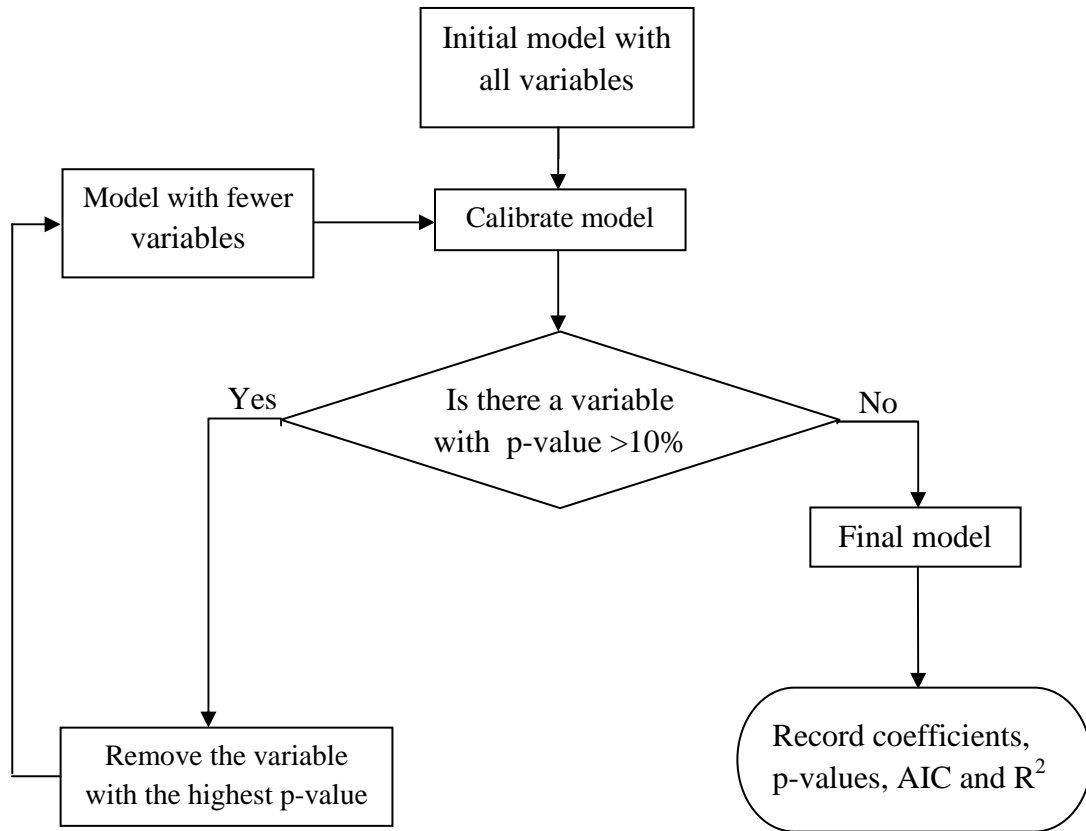 Initial model with
all variables
Model with fewer
variables
Calibrate model
Yes
Is there a variable
with p-value >10%
No
Final model
Remove the variable
with the highest p-value
Record coefficients,
p-values, AIC and R²